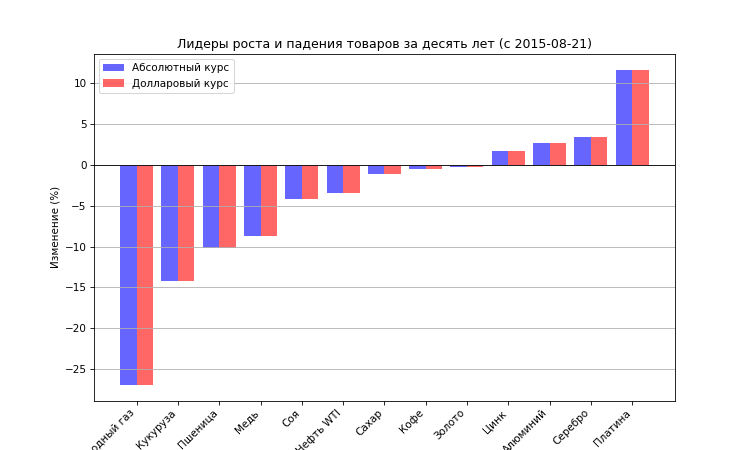 Лидеры роста и падения товаров за десять лет (с 2015-08-21)
Абсолютный курс
Долларовый курс
Изменение (%)
10
5
0
−5
−10
−15
−20
−25
газ
Кукуруза
Пшеница
Медь
Соя
Нефть WTI
Сахар
Кофе
Золото
Цинк
Алюминий
Серебро
Платина